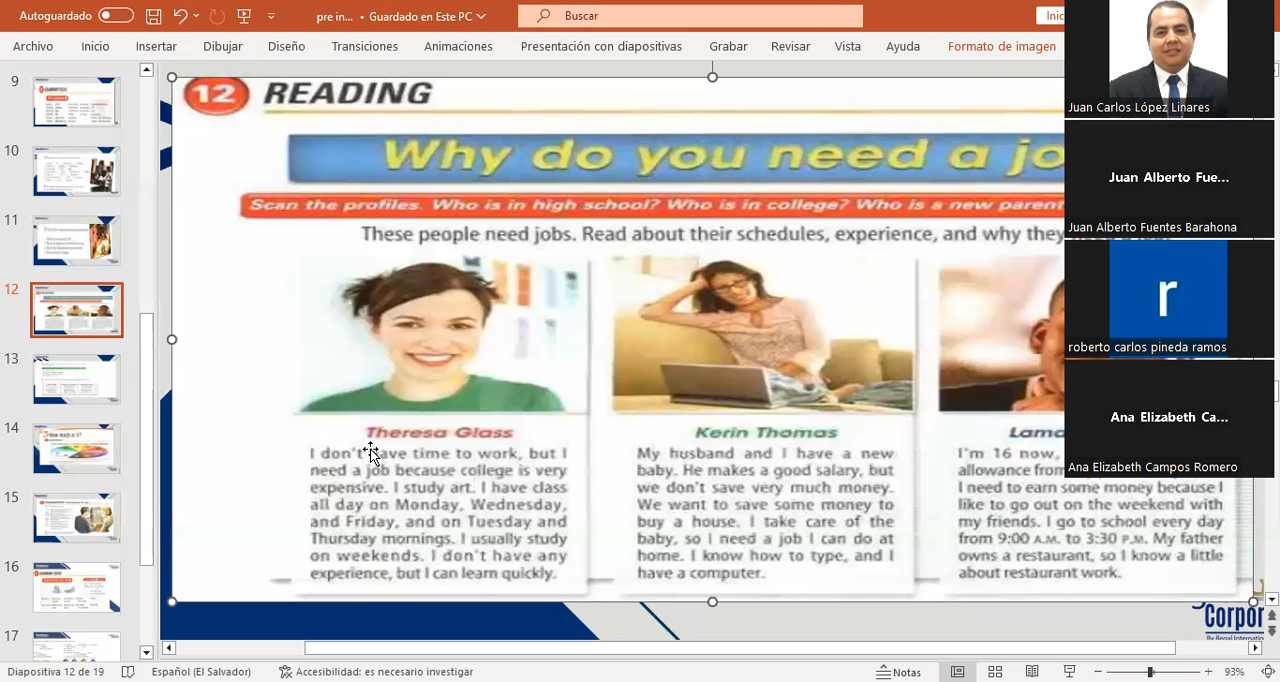 Autoguardado
pre in... • Guardado en Este PC
Buscar
Inic
Archivo Inicio Insertar Dibujar Diseño Transiciones Animaciones Presentación con diapositivas Grabar Revisar Vista Ayuda Formato de imagen
9
10
11
12
13
14
15
16
17
12 READING
Why do you need a jo
Scan the profiles. Who is in high school? Who is in college? Who is a new parent
These people need jobs. Read about their schedules, experience, and why they
Theresa Glass
I don't have time to work, but I
need a job because college is very
expensive. I study art. I have class
all day on Monday, Wednesday,
and Friday, and on Tuesday and
Thursday mornings. I usually study
on weekends. I don't have any
experience, but I can learn quickly.
Kerin Thomas
My husband and I have a new
baby. He makes a good salary, but
we don't save very much money.
We want to save some money to
buy a house. I take care of the
baby, so I need a job I can do at
home. I know how to type, and I
have a computer.
Lama
I'm 16 now,
allowance from
I need to earn some money because I
like to go out on the weekend with
my friends. I go to school every day
from 9:00 A.M. to 3:30 P.M. My father
owns a restaurant, so I know a little
about restaurant work.
Corpor
Juan Carlos López Linares
Juan Alberto Fue...
Juan Alberto Fuentes Barahona
r
roberto carlos pineda ramos
Ana Elizabeth Ca...
Ana Elizabeth Campos Romero
Diapositiva 12 de 19 Español (El Salvador) Accesibilidad: es necesario investigar Notas 93%